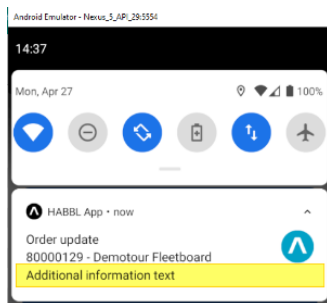 Android Emulator - Nexus_5_API_29:5554
14:37
Mon, Apr 27
100%
HABBL App • now
Order update
80000129 - Demotour Fleetboard
Additional information text